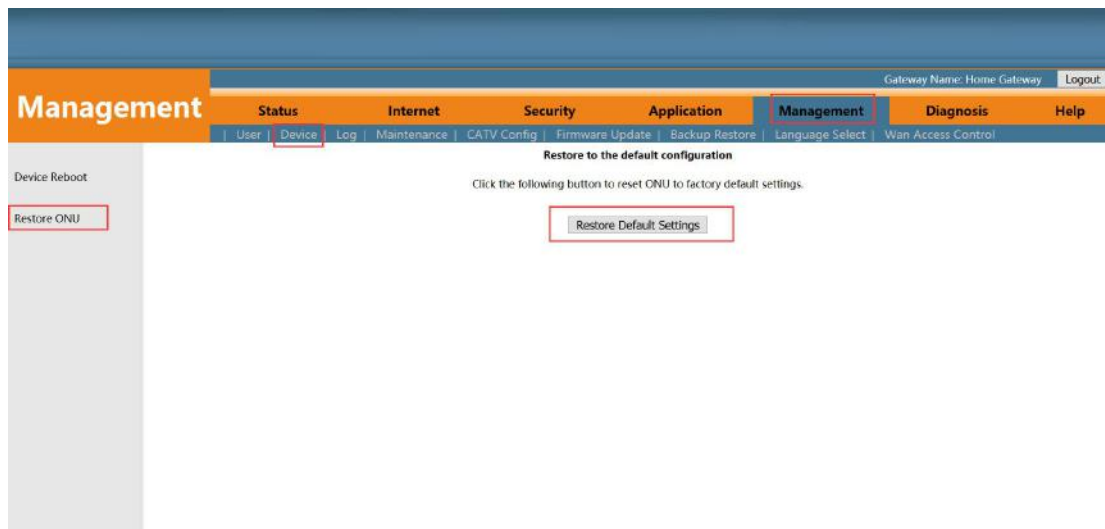 Gateway Name: Home Gateway Logout
Management
Status Internet Security Application Management Diagnosis Help
| User | Device | Log | Maintenance | CATV Config | Firmware Update | Backup Restore | Language Select | Wan Access Control
Restore to the default configuration
Device Reboot
Click the following button to reset ONU to factory default settings.
Restore ONU
Restore Default Settings